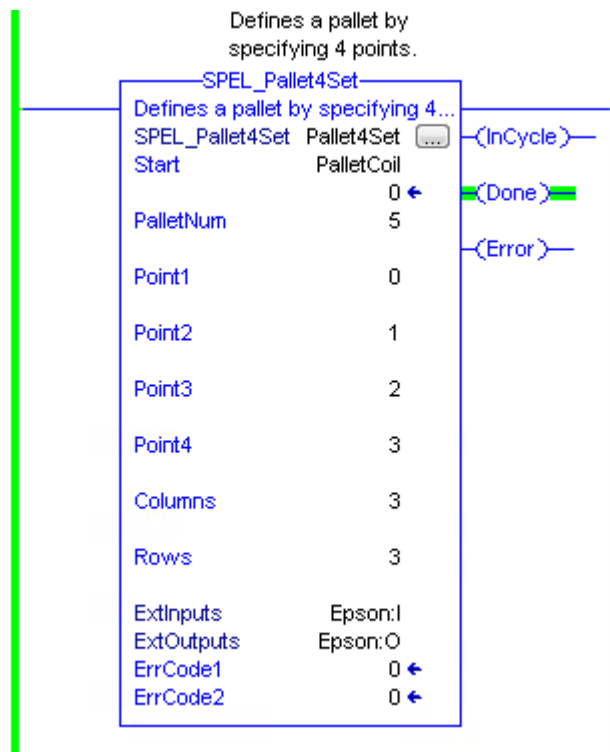 Defines a pallet by
specifying 4 points.
SPEL_Pallet4Set
Defines a pallet by specifying 4...
SPEL_Pallet4Set Pallet4Set ... (InCycle)
Start PalletCoil
0 (Done)
PalletNum 5
(Error)
Point1 0
Point2 1
Point3 2
Point4 3
Columns 3
Rows 3
ExtInputs Epson:I
ExtOutputs Epson:O
ErrCode1 0
ErrCode2 0